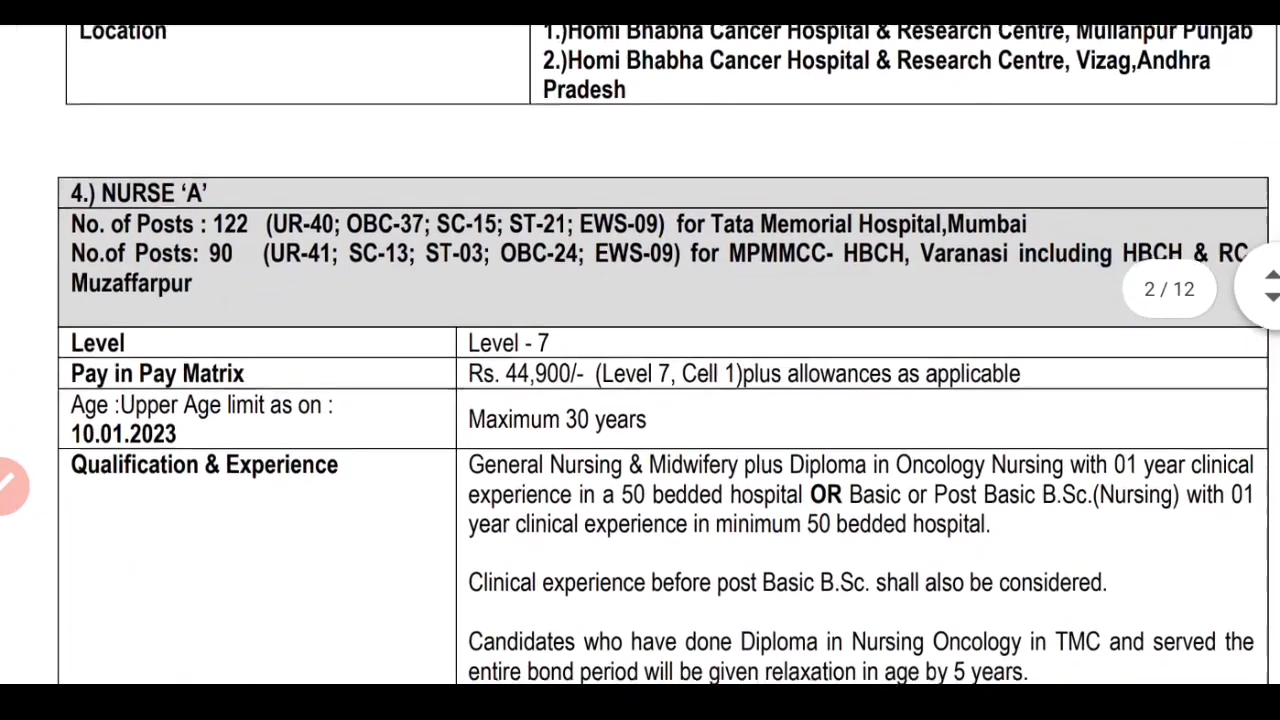 Location
1.)Homi Bhabha Cancer Hospital & Research Centre, Mullanpur Punjab
2.)Homi Bhabha Cancer Hospital & Research Centre, Vizag,Andhra
Pradesh
4.) NURSE ‘A’
No. of Posts : 122 (UR-40; OBC-37; SC-15; ST-21; EWS-09) for Tata Memorial Hospital,Mumbai
No.of Posts: 90 (UR-41; SC-13; ST-03; OBC-24; EWS-09) for MPMMCC- HBCH, Varanasi including HBCH & RC,
Muzaffarpur
2 / 12
Level
Level - 7
Pay in Pay Matrix
Rs. 44,900/- (Level 7, Cell 1)plus allowances as applicable
Age :Upper Age limit as on :
10.01.2023
Maximum 30 years
Qualification & Experience
General Nursing & Midwifery plus Diploma in Oncology Nursing with 01 year clinical
experience in a 50 bedded hospital OR Basic or Post Basic B.Sc.(Nursing) with 01
year clinical experience in minimum 50 bedded hospital.
Clinical experience before post Basic B.Sc. shall also be considered.
Candidates who have done Diploma in Nursing Oncology in TMC and served the
entire bond period will be given relaxation in age by 5 years.